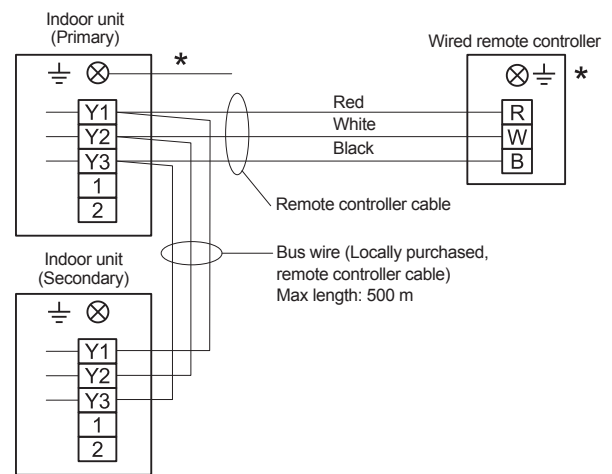 Indoor unit
(Primary)
*
Y1
Y2
Y3
1
2
Wired remote controller
*
R
W
B
Red
White
Black
Remote controller cable
Bus wire (Locally purchased,
remote controller cable)
Max length: 500 m
Indoor unit
(Secondary)
Y1
Y2
Y3
1
2